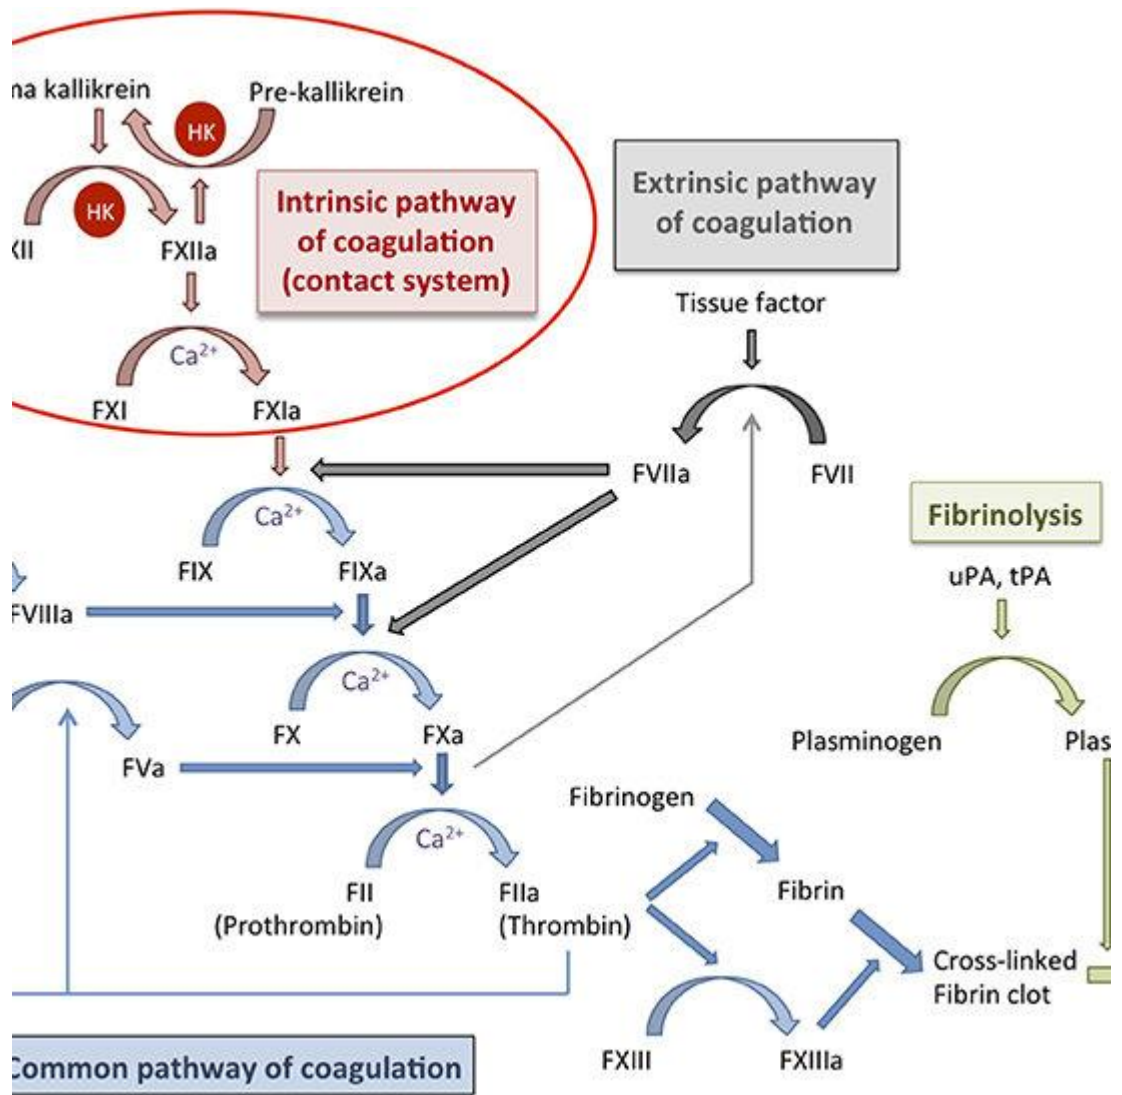 ma kallikrein
Pre-kallikrein
HK
HK
XII
FXIIa
Intrinsic pathway
of coagulation
(contact system)
Extrinsic pathway
of coagulation
Tissue factor
Ca²⁺
FXI
FXIa
FVIIa
FVII
Ca²⁺
FIX
FIXa
Fibrinolysis
uPA, tPA
FVIIIa
Ca²⁺
FX
FXa
Plasminogen
Plas
FVa
Fibrinogen
Ca²⁺
FII
(Prothrombin)
FIIa
(Thrombin)
Fibrin
Cross-linked
Fibrin clot
FXIII
FXIIIa
Common pathway of coagulation